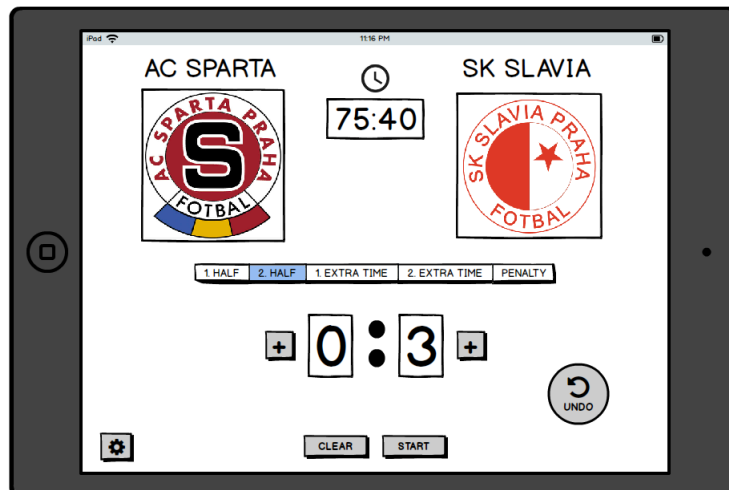 iPod
11:16 PM
AC SPARTA
SK SLAVIA
AC SPARTA PRAHA
S
FOTBAL
75:40
SK SLAVIA PRAHA
FOTBAL
1. HALF
2. HALF
1. EXTRA TIME
2. EXTRA TIME
PENALTY
+
0 : 3
+
UNDO
CLEAR
START